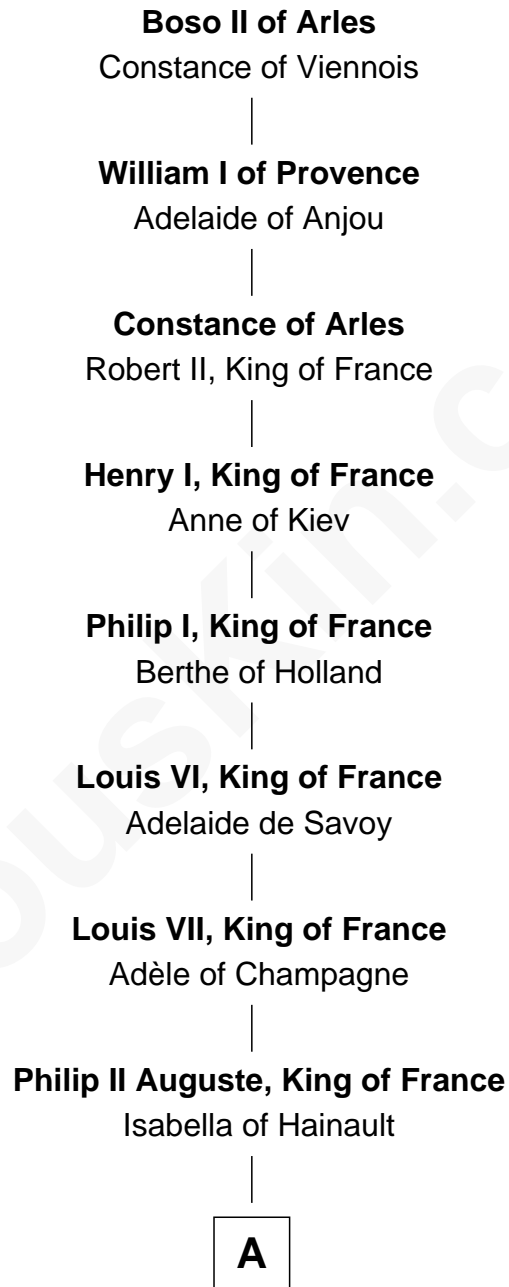 Boso II of Arles
Constance of Viennois
William I of Provence
Adelaide of Anjou
Constance of Arles
Robert II, King of France
Henry I, King of France
Anne of Kiev
Philip I, King of France
Berthe of Holland
Louis VI, King of France
Adelaide de Savoy
Louis VII, King of France
Adèle of Champagne
Philip II Auguste, King of France
Isabella of Hainault
A